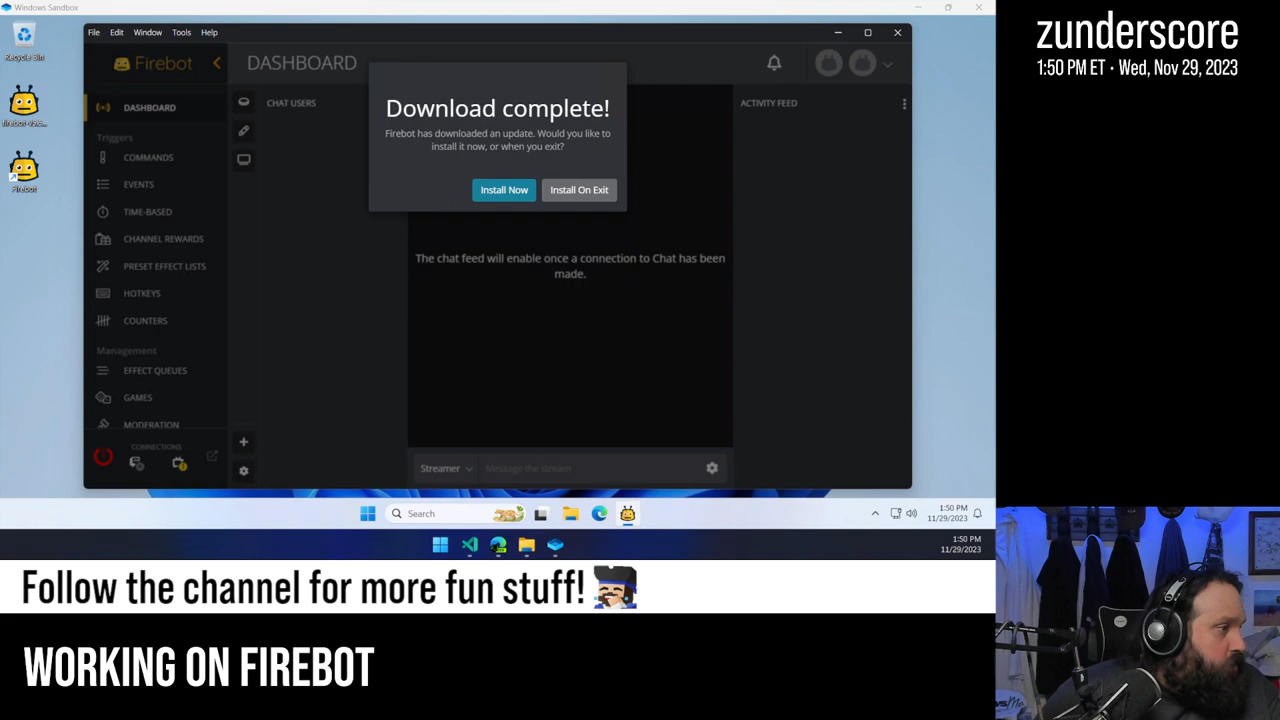 Windows Sandbox
zunderscore
1:50 PM ET • Wed, Nov 29, 2023
Recycle Bin
Firebot
File Edit Window Tools Help
Firebot
DASHBOARD
DASHBOARD
Triggers
COMMANDS
EVENTS
TIME-BASED
CHANNEL REWARDS
PRESET EFFECT LISTS
HOTKEYS
COUNTERS
Management
EFFECT QUEUES
GAMES
MODERATION
CONNECTIONS
CHAT USERS
ACTIVITY FEED
Download complete!
Firebot has downloaded an update. Would you like to
install it now, or when you exit?
Install Now
Install On Exit
The chat feed will enable once a connection to Chat has been
made.
Streamer
Message the stream
Search
1:50 PM
11/29/2023
1:50 PM
11/29/2023
Follow the channel for more fun stuff!
WORKING ON FIREBOT